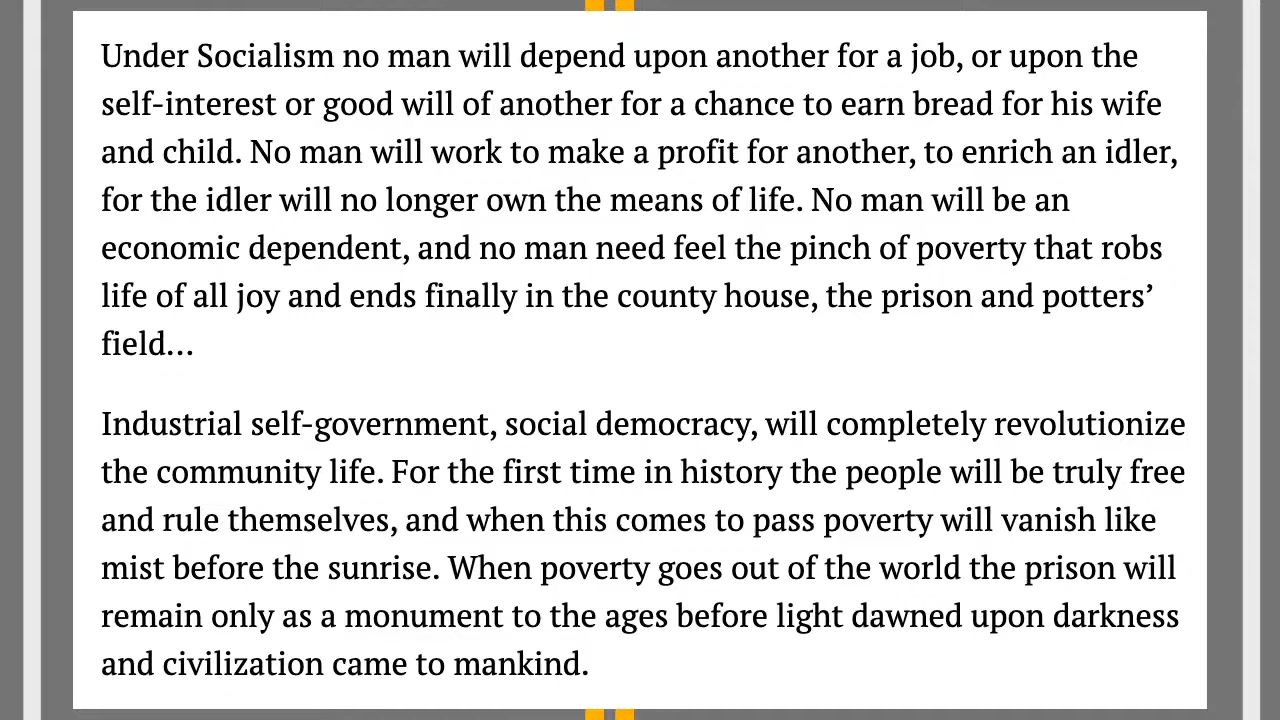 Under Socialism no man will depend upon another for a job, or upon the
self-interest or good will of another for a chance to earn bread for his wife
and child. No man will work to make a profit for another, to enrich an idler,
for the idler will no longer own the means of life. No man will be an
economic dependent, and no man need feel the pinch of poverty that robs
life of all joy and ends finally in the county house, the prison and potters’
field…
Industrial self-government, social democracy, will completely revolutionize
the community life. For the first time in history the people will be truly free
and rule themselves, and when this comes to pass poverty will vanish like
mist before the sunrise. When poverty goes out of the world the prison will
remain only as a monument to the ages before light dawned upon darkness
and civilization came to mankind.